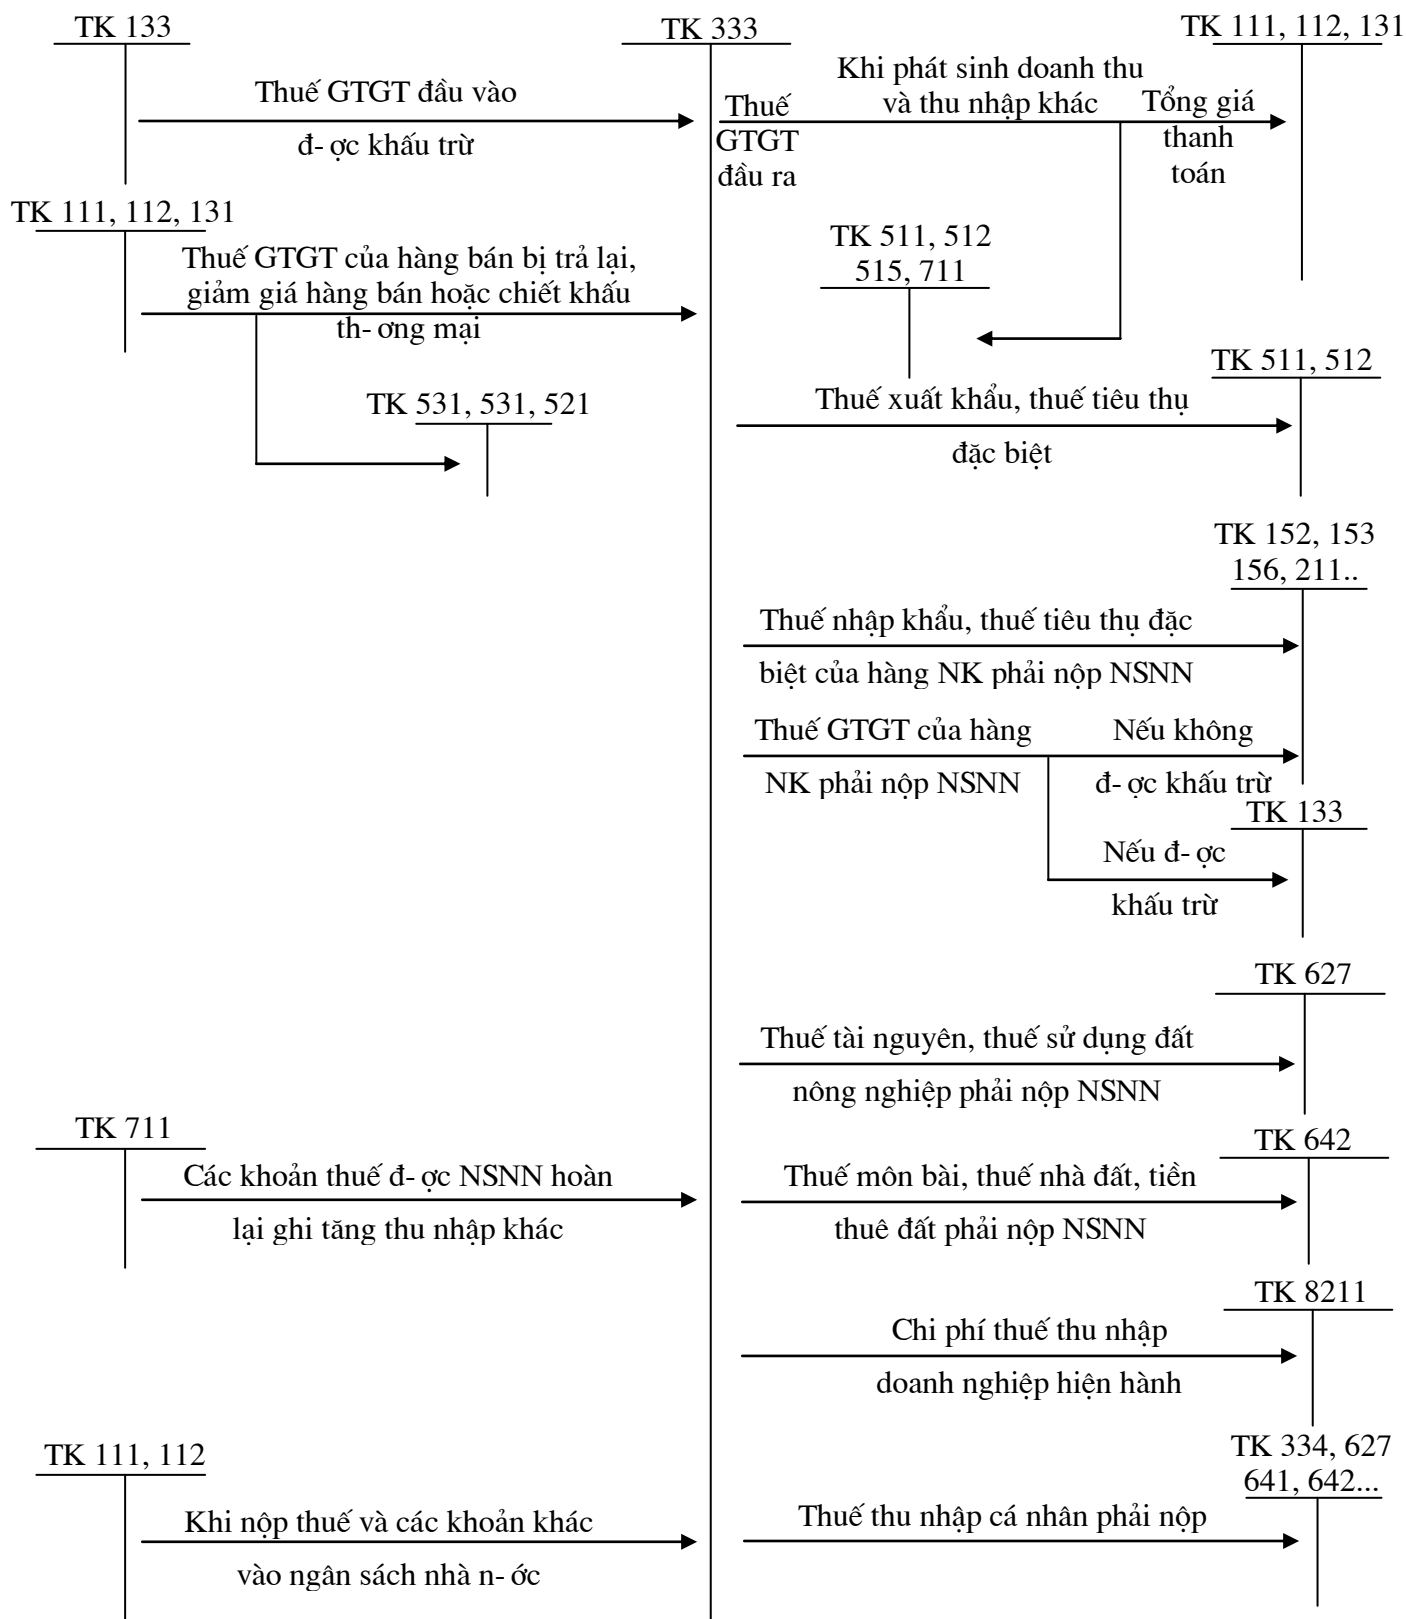 TK 133
TK 333
TK 111, 112, 131
Thuế GTGT đầu vào
đ- ợc khấu trừ
Khi phát sinh doanh thu
và thu nhập khác
Thuế
GTGT
đầu ra
Tổng giá
thanh
toán
TK 111, 112, 131
Thuế GTGT của hàng bán bị trả lại,
giảm giá hàng bán hoặc chiết khấu
th- ơng mại
TK 511, 512
515, 711
TK 531, 531, 521
TK 511, 512
Thuế xuất khẩu, thuế tiêu thụ
đặc biệt
TK 152, 153
156, 211..
Thuế nhập khẩu, thuế tiêu thụ đặc
biệt của hàng NK phải nộp NSNN
Thuế GTGT của hàng
NK phải nộp NSNN
Nếu không
đ- ợc khấu trừ
TK 133
Nếu đ- ợc
khấu trừ
TK 627
Thuế tài nguyên, thuế sử dụng đất
nông nghiệp phải nộp NSNN
TK 711
Các khoản thuế đ- ợc NSNN hoàn
lại ghi tăng thu nhập khác
TK 642
Thuế môn bài, thuế nhà đất, tiền
thuê đất phải nộp NSNN
TK 8211
Chi phí thuế thu nhập
doanh nghiệp hiện hành
TK 111, 112
Khi nộp thuế và các khoản khác
vào ngân sách nhà n- ớc
TK 334, 627
641, 642...
Thuế thu nhập cá nhân phải nộp